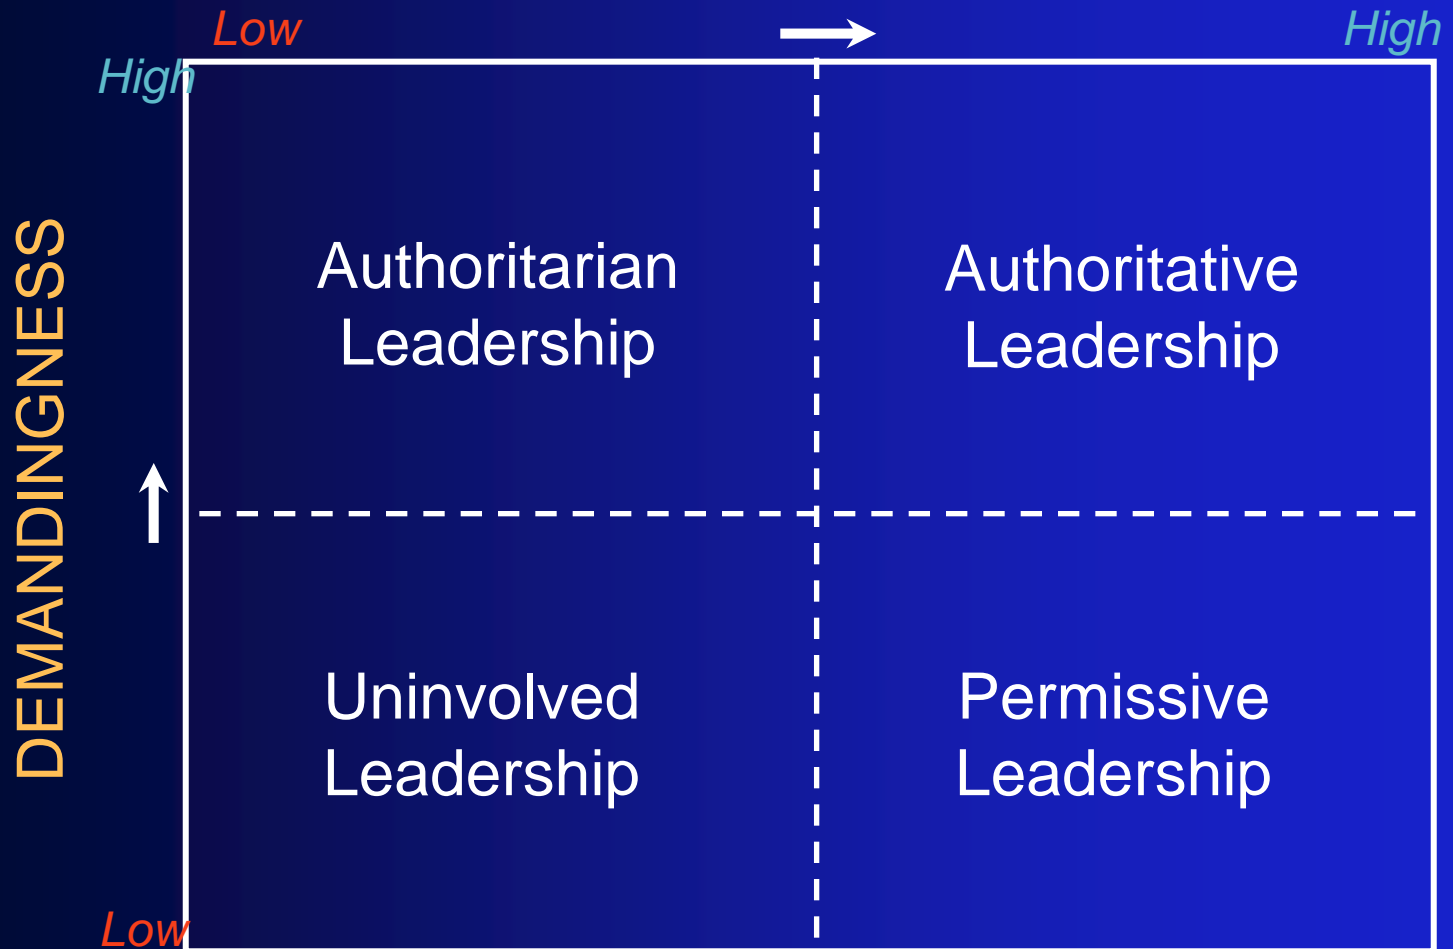 Low
High
High
DEMANDINGNESS
Authoritarian
Leadership
Authoritative
Leadership
Uninvolved
Leadership
Permissive
Leadership
Low